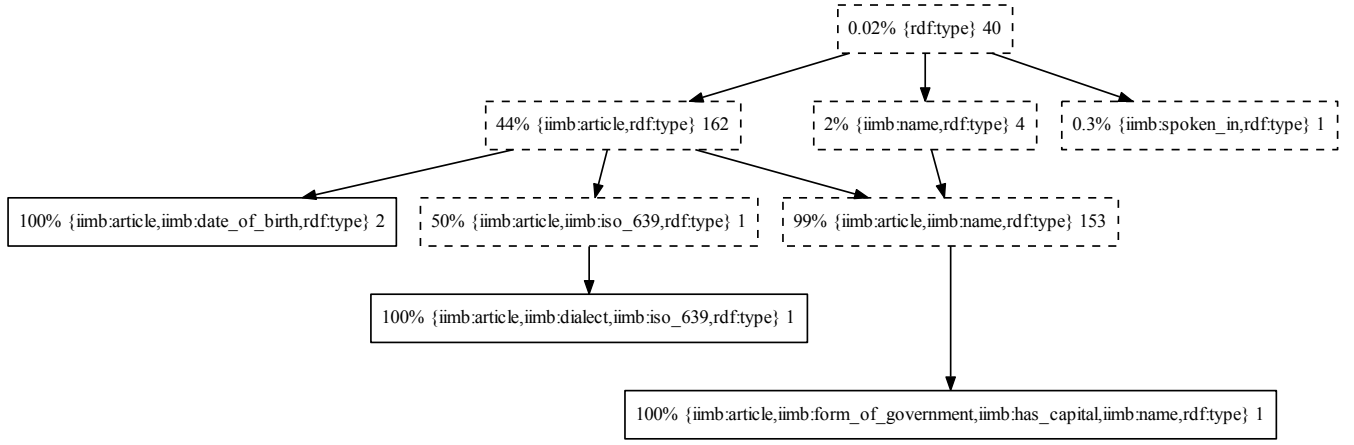 0.02% {rdf:type} 40
44% {iimb:article,rdf:type} 162
2% {iimb:name,rdf:type} 4
0.3% {iimb:spoken_in,rdf:type} 1
100% {iimb:article,iimb:date_of_birth,rdf:type} 2
50% {iimb:article,iimb:iso_639,rdf:type} 1
99% {iimb:article,iimb:name,rdf:type} 153
100% {iimb:article,iimb:dialect,iimb:iso_639,rdf:type} 1
100% {iimb:article,iimb:form_of_government,iimb:has_capital,iimb:name,rdf:type} 1